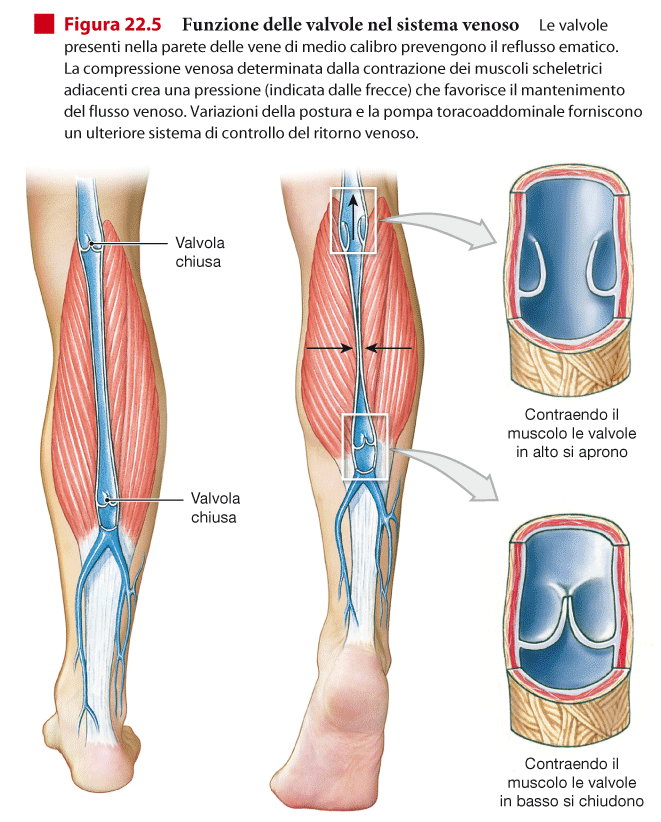 Figura 22.5 Funzione delle valvole nel sistema venoso Le valvole
presenti nella parete delle vene di medio calibro prevengono il reflusso ematico.
La compressione venosa determinata dalla contrazione dei muscoli scheletrici
adiacenti crea una pressione (indicata dalle frecce) che favorisce il mantenimento
del flusso venoso. Variazioni della postura e la pompa toracoaddominale forniscono
un ulteriore sistema di controllo del ritorno venoso.
Valvola
chiusa
Valvola
chiusa
Contraendo il
muscolo le valvole
in alto si aprono
Contraendo il
muscolo le valvole
in basso si chiudono